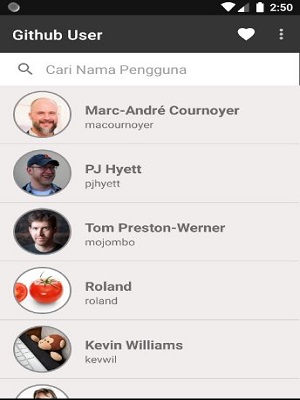 2:50
Github User
Cari Nama Pengguna
Marc-André Cournoyer
macournoyer
PJ Hyett
pjhyett
Tom Preston-Werner
mojombo
Roland
roland
Kevin Williams
kevwil